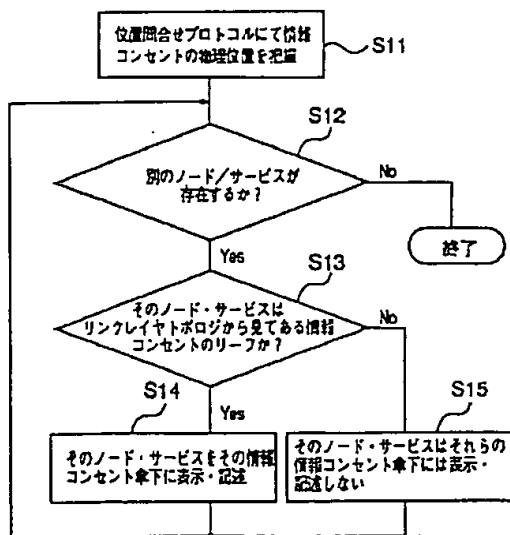 位置問合せプロトコルにて情報
コンセントの物理位置を把握
S11
S12
別のノード/サービスが
存在するか?
No
終了
Yes
S13
そのノード・サービスは
リンクレイヤトポロジから見てある情報
コンセントのリーフか?
No
S14
Yes
S15
そのノード・サービスをその情報
コンセント傘下に表示・記述
そのノード・サービスはそれらの
情報コンセント傘下には表示・
記述しない